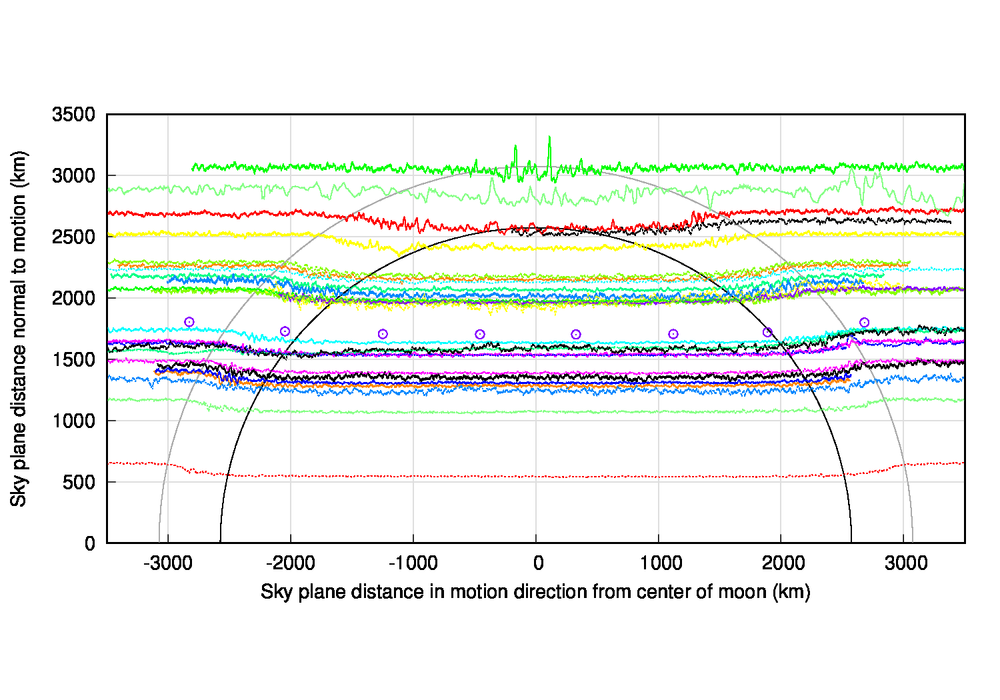 3500
3000
2500
2000
1500
1000
500
0
Sky plane distance normal to motion (km)
-3000 -2000 -1000 0 1000 2000 3000
Sky plane distance in motion direction from center of moon (km)